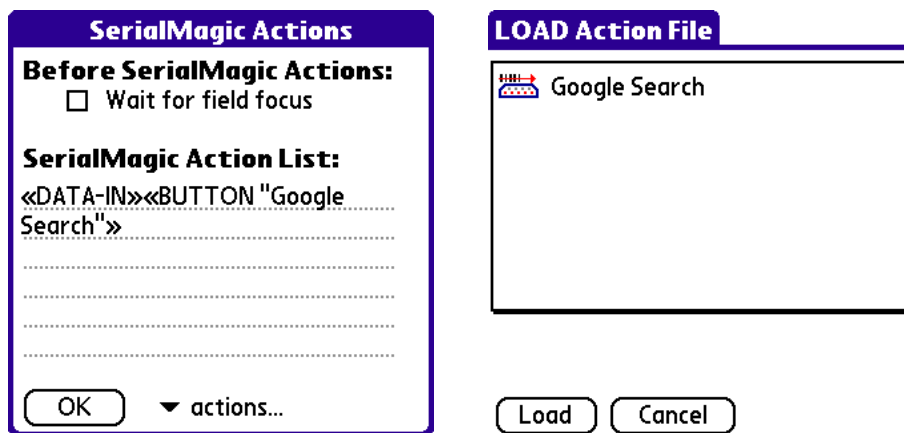 SerialMagic Actions
Before SerialMagic Actions:
Wait for field focus
SerialMagic Action List:
«DATA-IN»«BUTTON "Google
Search"»
OK
actions...
LOAD Action File
Google Search
Load
Cancel